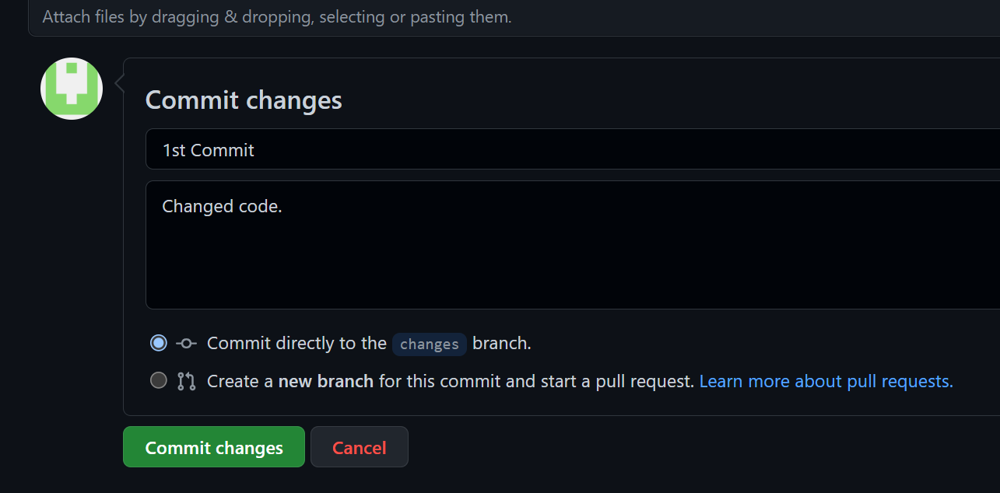 Attach files by dragging & dropping, selecting or pasting them.
Commit changes
1st Commit
Changed code.
Commit directly to the changes branch.
Create a new branch for this commit and start a pull request. Learn more about pull requests.
Commit changes Cancel